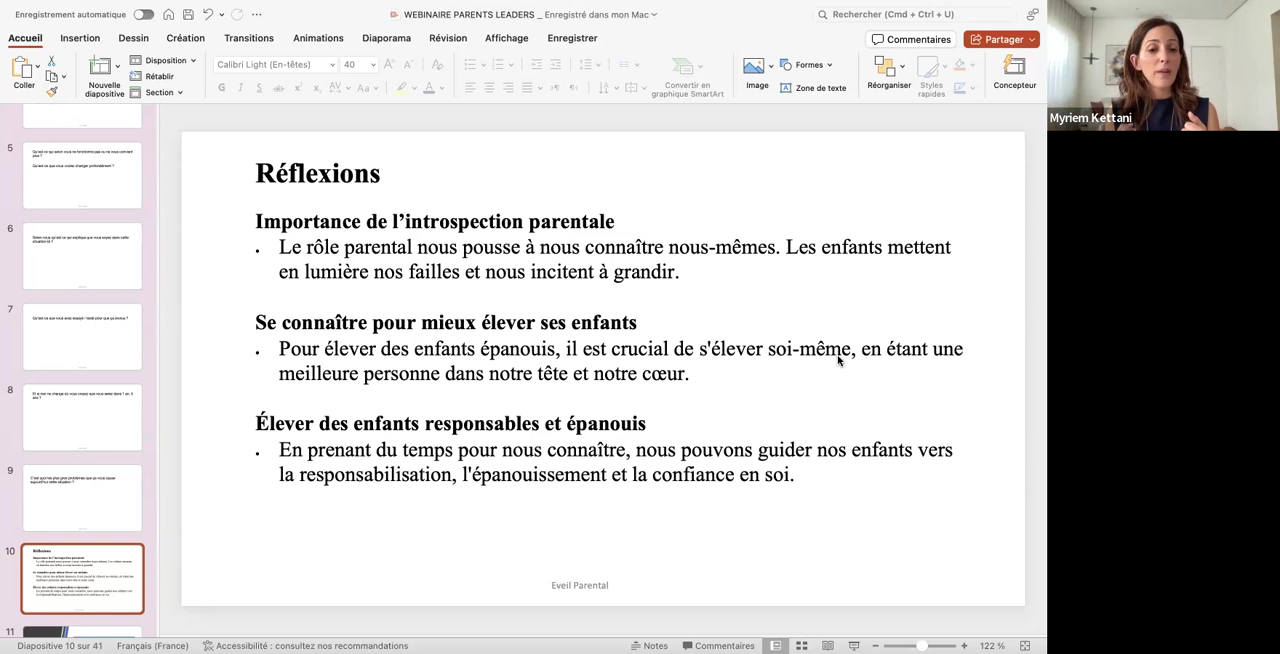 Enregistrement automatique
WEBINAIRE PARENTS LEADERS _ Enregistré dans mon Mac
Rechercher (Cmd + Ctrl + U)
Accueil Insertion Dessin Création Transitions Animations Diaporama Révision Affichage Enregistrer
Commentaires Partager
Coller
Nouvelle diapositive
Disposition
Rétablir
Section
Calibri Light (En-têtes) 40
Convertir en graphique SmartArt
Image
Formes
Zone de texte
Réorganiser
Styles rapides
Concepteur
Myriem Kettani
5
6
7
8
9
10
11
Réflexions
Importance de l’introspection parentale
• Le rôle parental nous pousse à nous connaître nous-mêmes. Les enfants mettent
en lumière nos failles et nous incitent à grandir.
Se connaître pour mieux élever ses enfants
• Pour élever des enfants épanouis, il est crucial de s'élever soi-même, en étant une
meilleure personne dans notre tête et notre cœur.
Élever des enfants responsables et épanouis
• En prenant du temps pour nous connaître, nous pouvons guider nos enfants vers
la responsabilisation, l'épanouissement et la confiance en soi.
Eveil Parental
Diapositive 10 sur 41 Français (France) Accessibilité : consultez nos recommandations Notes Commentaires 122 %